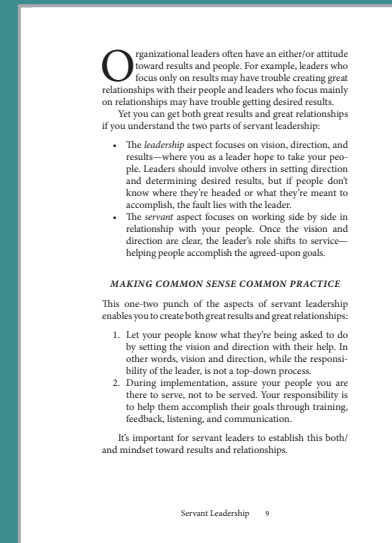 Organizational leaders often have an either/or attitude
toward results and people. For example, leaders who
focus only on results may have trouble creating great
relationships with their people and leaders who focus mainly
on relationships may have trouble getting desired results.
Yet you can get both great results and great relationships
if you understand the two parts of servant leadership:
• The leadership aspect focuses on vision, direction, and
results—where you as a leader hope to take your peo-
ple. Leaders should involve others in setting direction
and determining desired results, but if people don't
know where they're headed or what they're meant to
accomplish, the fault lies with the leader.
• The servant aspect focuses on working side by side in
relationship with your people. Once the vision and
direction are clear, the leader's role shifts to service—
helping people accomplish the agreed-upon goals.
MAKING COMMON SENSE COMMON PRACTICE
This one-two punch of the aspects of servant leadership
enables you to create both great results and great relationships:
1. Let your people know what they're being asked to do
by setting the vision and direction with their help. In
other words, vision and direction, while the responsi-
bility of the leader, is not a top-down process.
2. During implementation, assure your people you are
there to serve, not to be served. Your responsibility is
to help them accomplish their goals through training,
feedback, listening, and communication.
It's important for servant leaders to establish this both/
and mindset toward results and relationships.
Servant Leadership 9